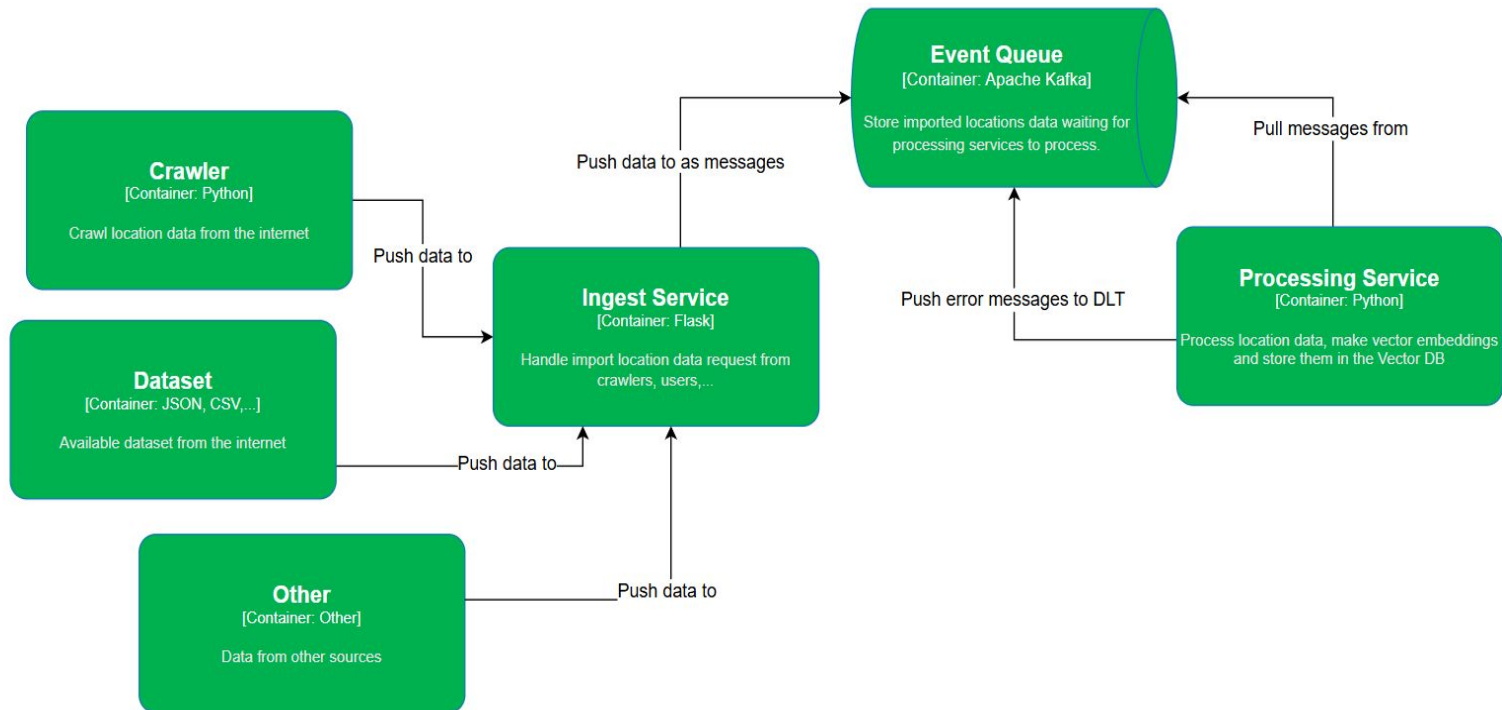 Event Queue
[Container: Apache Kafka]
Store imported locations data waiting for
processing services to process.
Pull messages from
Push data to as messages
Crawler
[Container: Python]
Crawl location data from the internet
Push data to
Ingest Service
[Container: Flask]
Handle import location data request from
crawlers, users,...
Push error messages to DLT
Processing Service
[Container: Python]
Process location data, make vector embeddings
and store them in the Vector DB
Dataset
[Container: JSON, CSV,...]
Available dataset from the internet
Push data to
Other
[Container: Other]
Data from other sources
Push data to